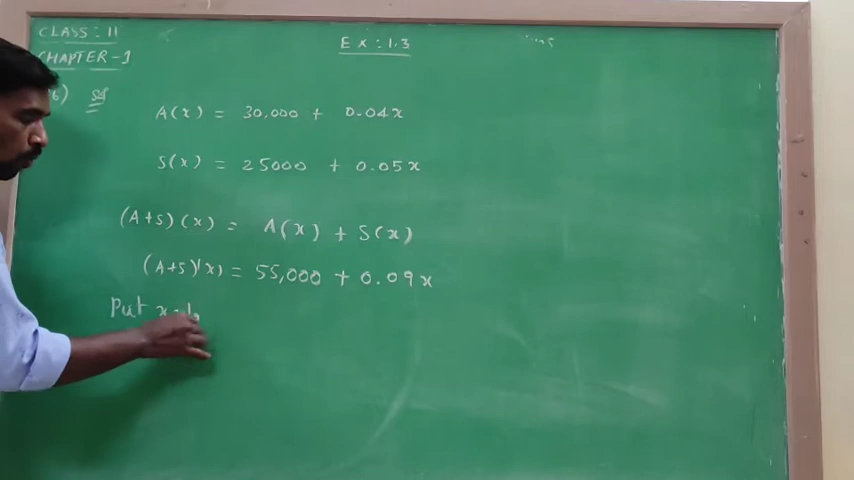 CLASS : 11
CHAPTER - 1
Ex : 1.3
6)
A(x) = 30,000 + 0.04x
S(x) = 25000 + 0.05x
(A+S)(x) = A(x) + S(x)
(A+S)(x) = 55,000 + 0.09x
Put x =